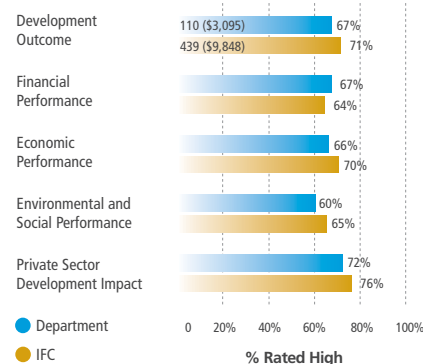 Development
Outcome
110 ($3,095)
67%
439 ($9,848)
71%
Financial
Performance
67%
64%
Economic
Performance
66%
70%
Environmental and
Social Performance
60%
65%
Private Sector
Development Impact
72%
76%
Department
IFC
0 20% 40% 60% 80% 100%
% Rated High